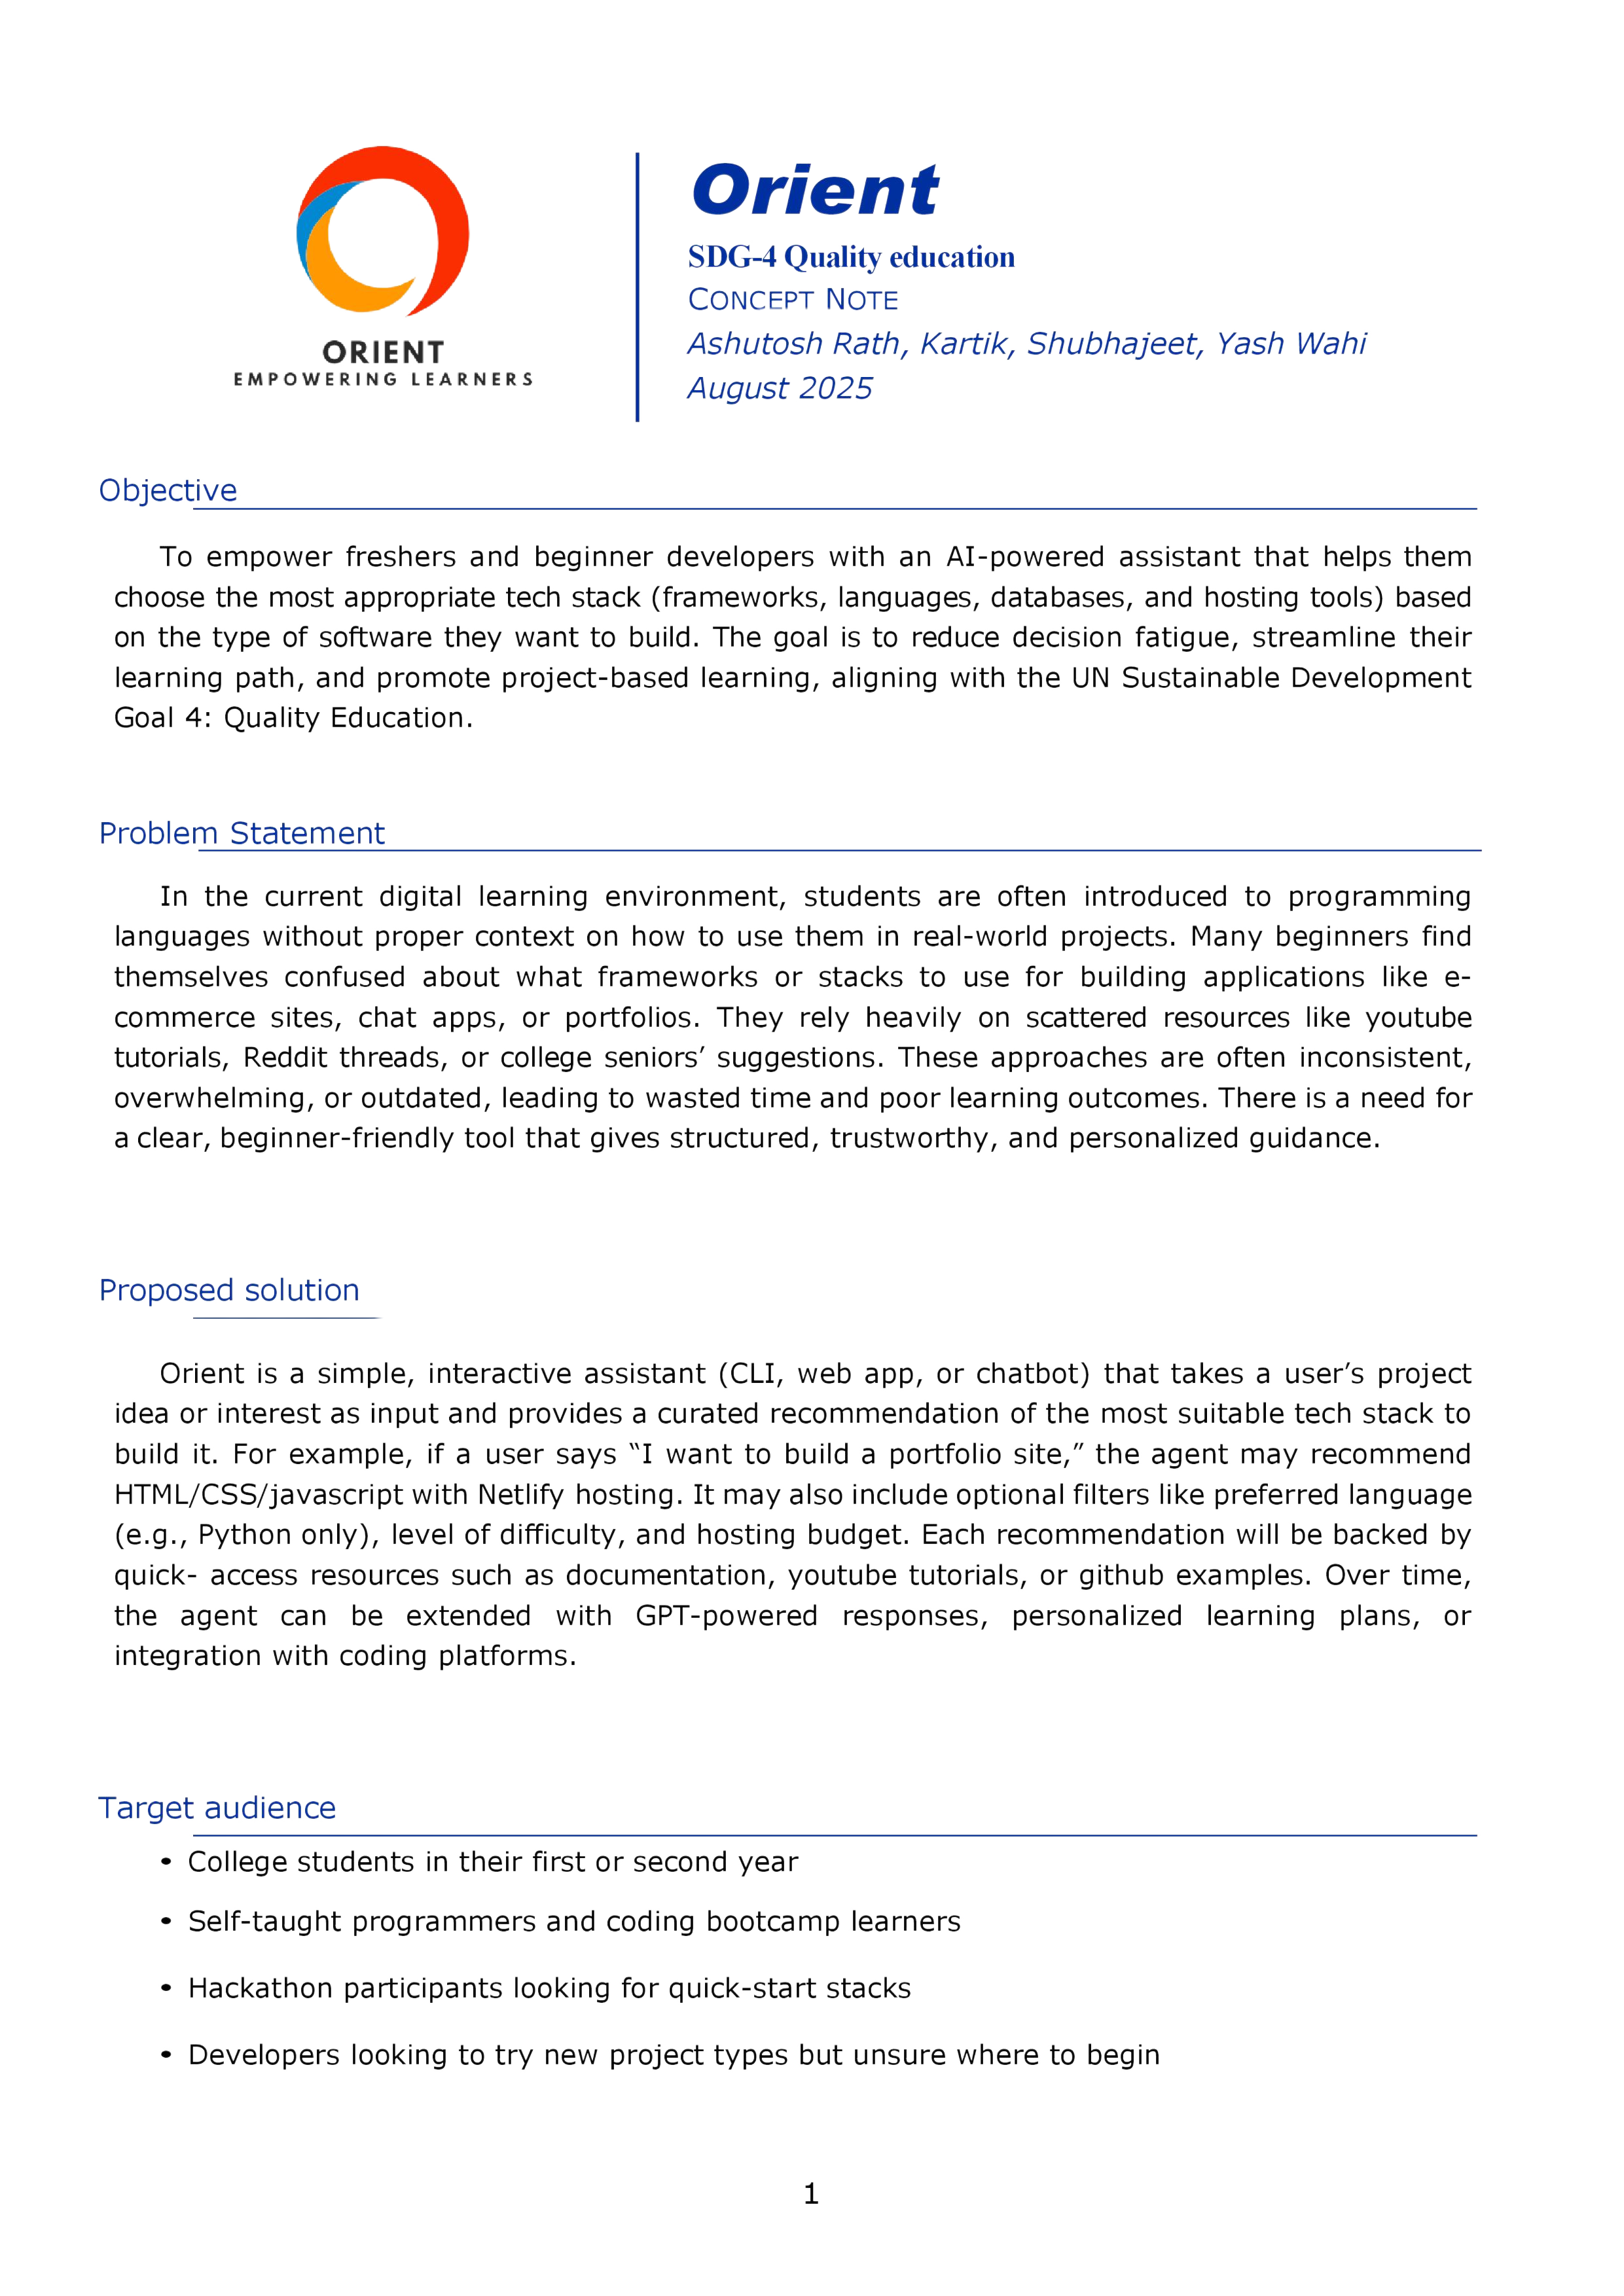 ORIENT
EMPOWERING LEARNERS
Orient
SDG-4 Quality education
CONCEPT NOTE
Ashutosh Rath, Kartik, Shubhajeet, Yash Wahi
August 2025
Objective
To empower freshers and beginner developers with an AI-powered assistant that helps them
choose the most appropriate tech stack (frameworks, languages, databases, and hosting tools) based
on the type of software they want to build. The goal is to reduce decision fatigue, streamline their
learning path, and promote project-based learning, aligning with the UN Sustainable Development
Goal 4: Quality Education.
Problem Statement
In the current digital learning environment, students are often introduced to programming
languages without proper context on how to use them in real-world projects. Many beginners find
themselves confused about what frameworks or stacks to use for building applications like e-
commerce sites, chat apps, or portfolios. They rely heavily on scattered resources like youtube
tutorials, Reddit threads, or college seniors’ suggestions. These approaches are often inconsistent,
overwhelming, or outdated, leading to wasted time and poor learning outcomes. There is a need for
a clear, beginner-friendly tool that gives structured, trustworthy, and personalized guidance.
Proposed solution
Orient is a simple, interactive assistant (CLI, web app, or chatbot) that takes a user’s project
idea or interest as input and provides a curated recommendation of the most suitable tech stack to
build it. For example, if a user says “I want to build a portfolio site,” the agent may recommend
HTML/CSS/javascript with Netlify hosting. It may also include optional filters like preferred language
(e.g., Python only), level of difficulty, and hosting budget. Each recommendation will be backed by
quick- access resources such as documentation, youtube tutorials, or github examples. Over time,
the agent can be extended with GPT-powered responses, personalized learning plans, or
integration with coding platforms.
Target audience
• College students in their first or second year
• Self-taught programmers and coding bootcamp learners
• Hackathon participants looking for quick-start stacks
• Developers looking to try new project types but unsure where to begin
1